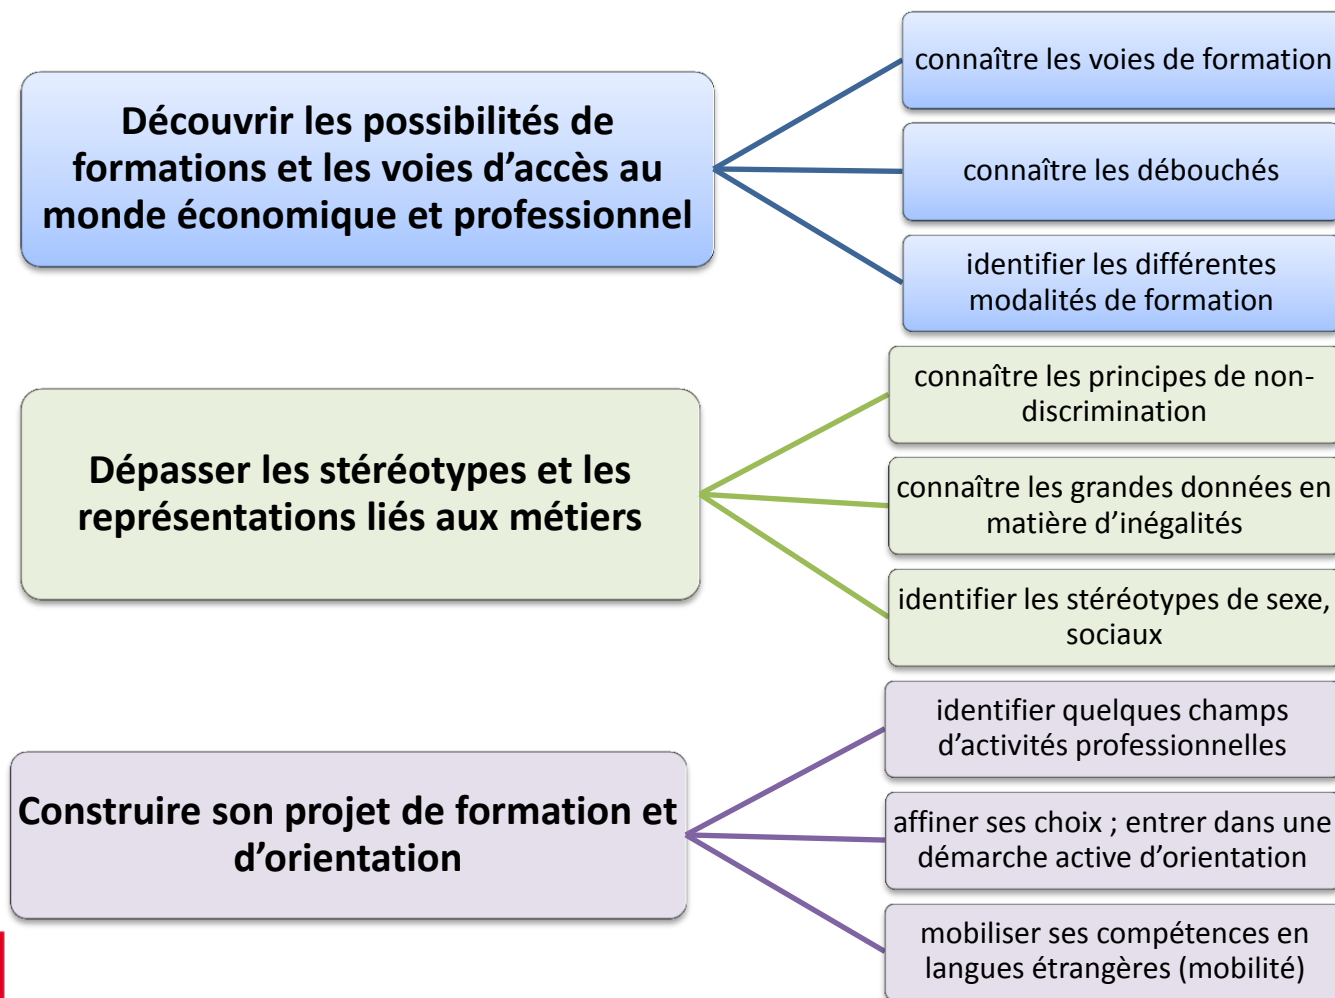 Découvrir les possibilités de
formations et les voies d’accès au
monde économique et professionnel
connaître les voies de formation
connaître les débouchés
identifier les différentes
modalités de formation
Dépasser les stéréotypes et les
représentations liés aux métiers
connaître les principes de non-
discrimination
connaître les grandes données en
matière d’inégalités
identifier les stéréotypes de sexe,
sociaux
Construire son projet de formation et
d’orientation
identifier quelques champs
d’activités professionnelles
affiner ses choix ; entrer dans une
démarche active d’orientation
mobiliser ses compétences en
langues étrangères (mobilité)